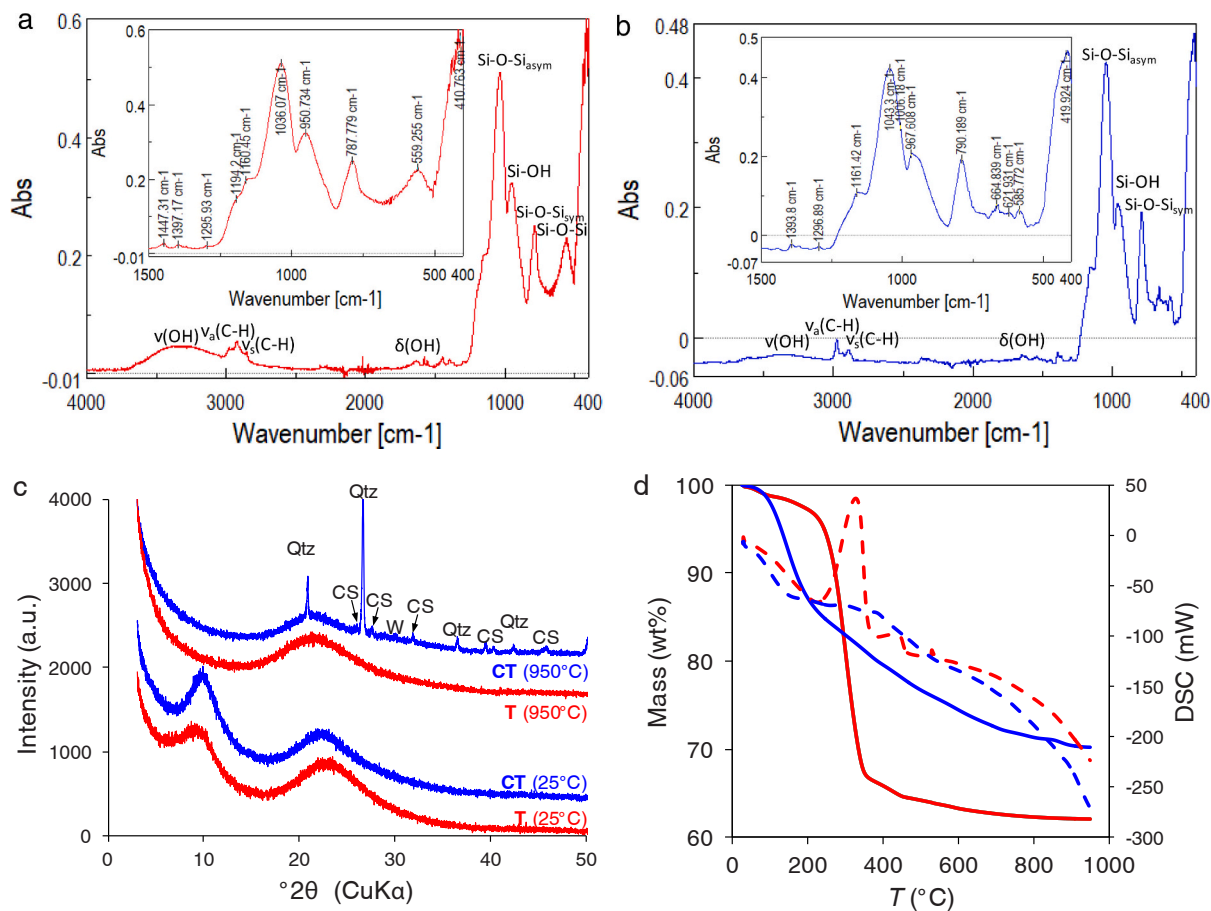 a
0.6
0.4
0.2
-0.01
Abs
4000
3000
2000
1000
400
Wavenumber [cm-1]
Si-O-Siasym
Si-OH
Si-O-Sisym
Si-O-Si
ν(OH)
νa(C-H)
νs(C-H)
δ(OH)
0.6
0.4
0.2
-0.01
Abs
1500
1000
500
400
Wavenumber [cm-1]
1447.31 cm-1
1397.17 cm-1
1295.93 cm-1
1194.2 cm-1
1160.45 cm-1
1036.07 cm-1
950.734 cm-1
787.779 cm-1
559.255 cm-1
410.763 cm-1
b
0.48
0.4
0.2
0
-0.06
Abs
4000
3000
2000
1000
400
Wavenumber [cm-1]
Si-O-Siasym
Si-OH
Si-O-Sisym
ν(OH)
νa(C-H)
νs(C-H)
δ(OH)
0.5
0.4
0.2
0
-0.07
Abs
1500
1000
500
400
Wavenumber [cm-1]
1393.8 cm-1
1296.89 cm-1
1161.42 cm-1
1043.3 cm-1
1006.18 cm-1
967.608 cm-1
790.189 cm-1
664.839 cm-1
621.931 cm-1
585.772 cm-1
419.924 cm-1
c
4000
3000
2000
1000
0
Intensity (a.u.)
0
10
20
30
40
50
°2θ (CuKα)
Qtz
Qtz
CS
CS
W
CS
Qtz
CS
Qtz
CS
CT (950°C)
T (950°C)
CT (25°C)
T (25°C)
d
100
90
80
70
60
Mass (wt%)
0
200
400
600
800
1000
T (°C)
50
0
-50
-100
-150
-200
-250
-300
DSC (mW)